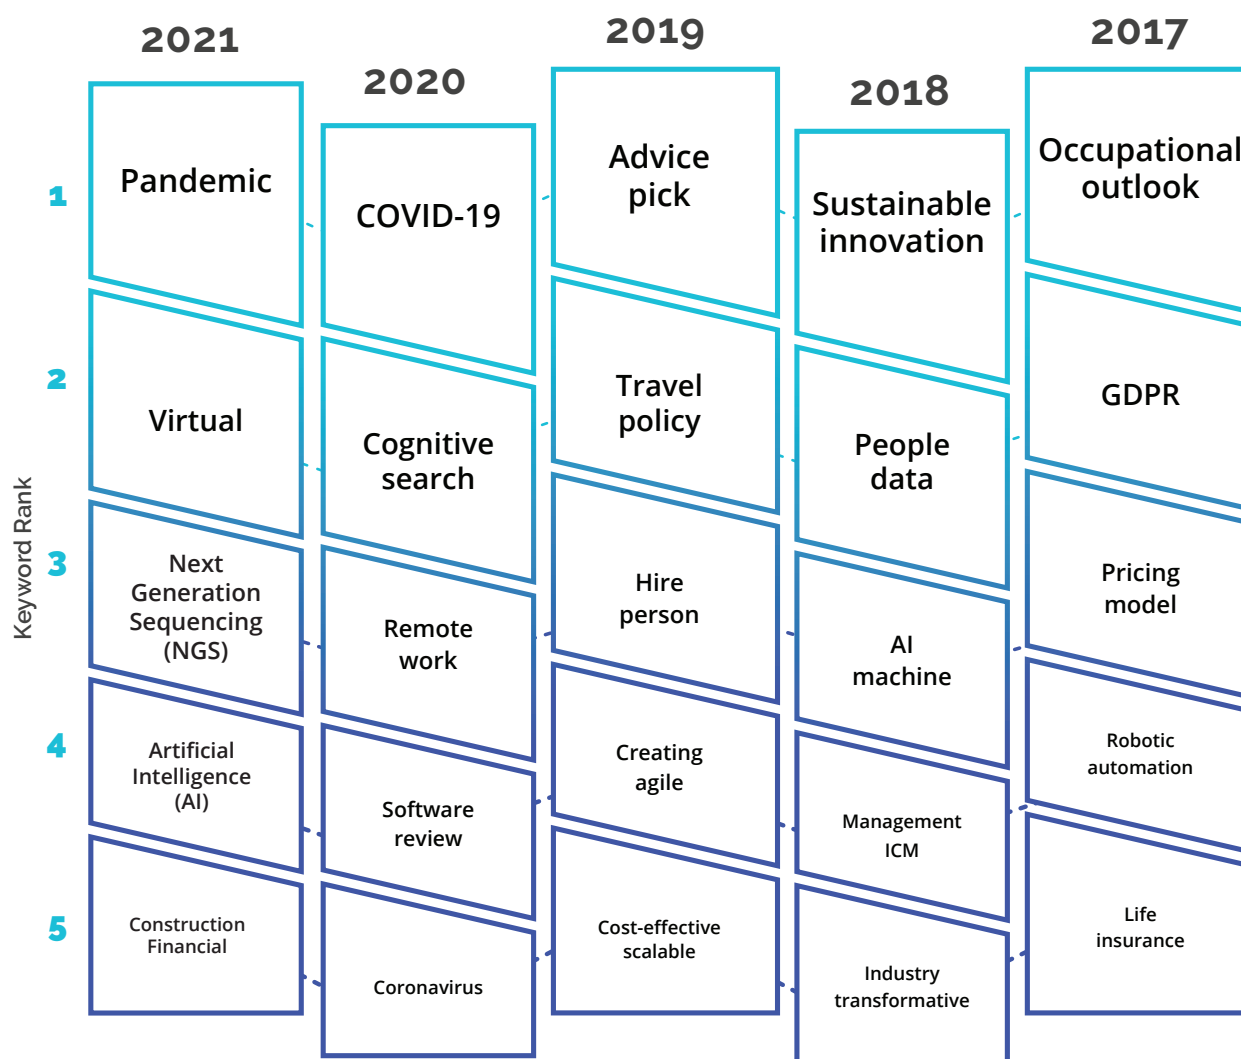 2021
2020
2019
2018
2017
Keyword Rank
1
Pandemic
COVID-19
Advice
pick
Sustainable
innovation
Occupational
outlook
2
Virtual
Cognitive
search
Travel
policy
People
data
GDPR
3
Next
Generation
Sequencing
(NGS)
Remote
work
Hire
person
AI
machine
Pricing
model
4
Artificial
Intelligence
(AI)
Software
review
Creating
agile
Management
ICM
Robotic
automation
5
Construction
Financial
Coronavirus
Cost-effective
scalable
Industry
transformative
Life
insurance